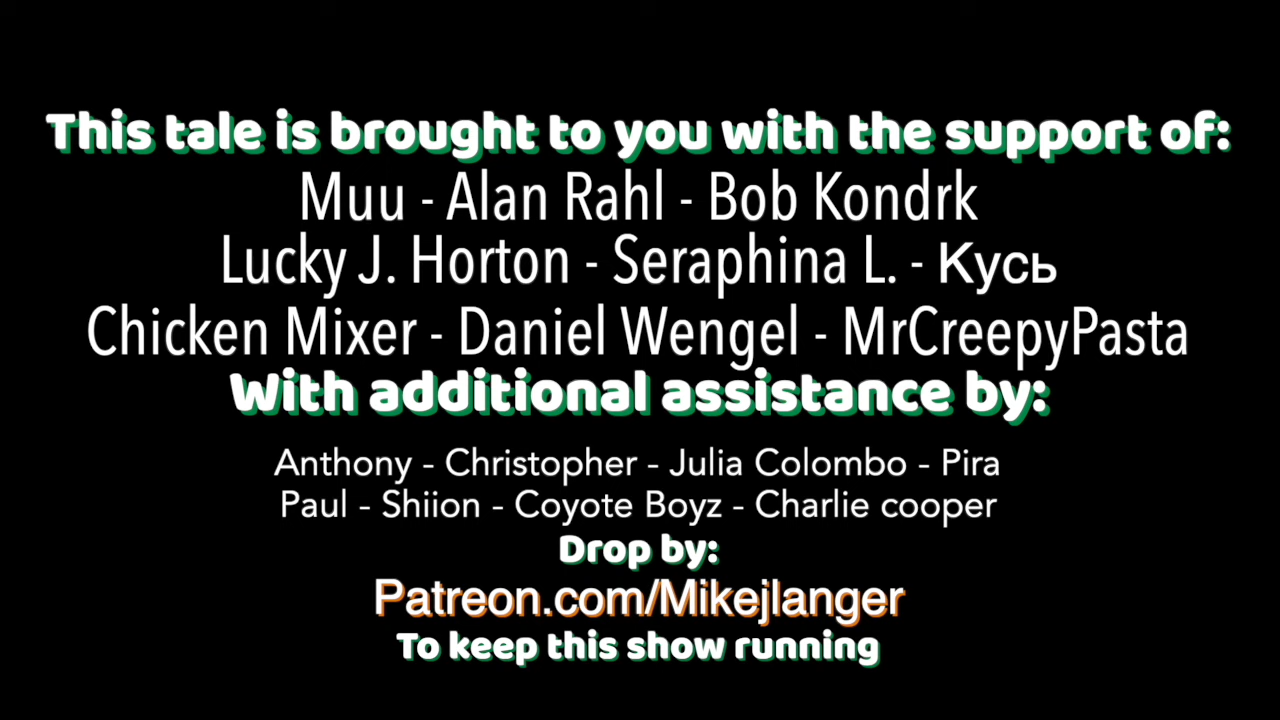 This tale is brought to you with the support of:
Muu - Alan Rahl - Bob Kondrk
Lucky J. Horton - Seraphina L. - Кусь
Chicken Mixer - Daniel Wengel - MrCreepyPasta
With additional assistance by:
Anthony - Christopher - Julia Colombo - Pira
Paul - Shiion - Coyote Boyz - Charlie cooper
Drop by:
Patreon.com/Mikejlanger
To keep this show running